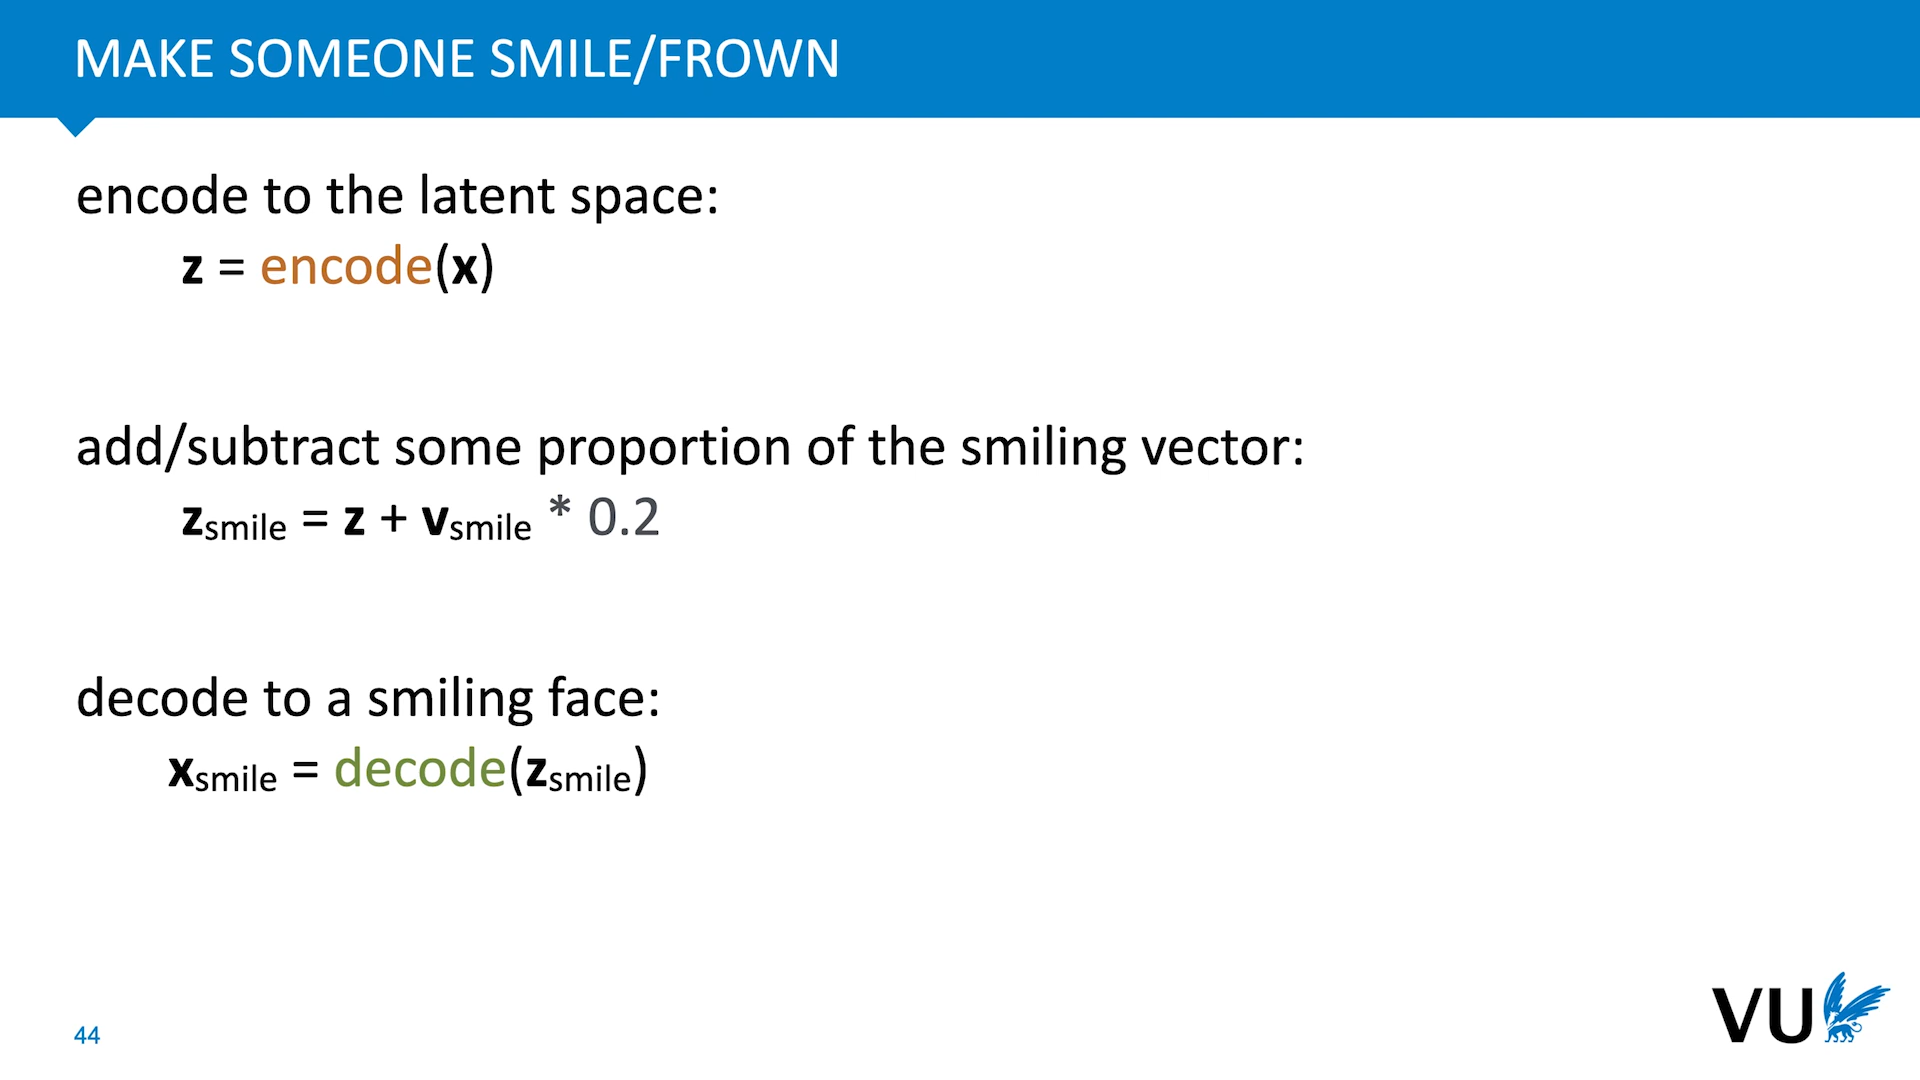 MAKE SOMEONE SMILE/FROWN
encode to the latent space:
z = encode(x)
add/subtract some proportion of the smiling vector:
zsmile = z + vsmile * 0.2
decode to a smiling face:
xsmile = decode(zsmile)
44
VU